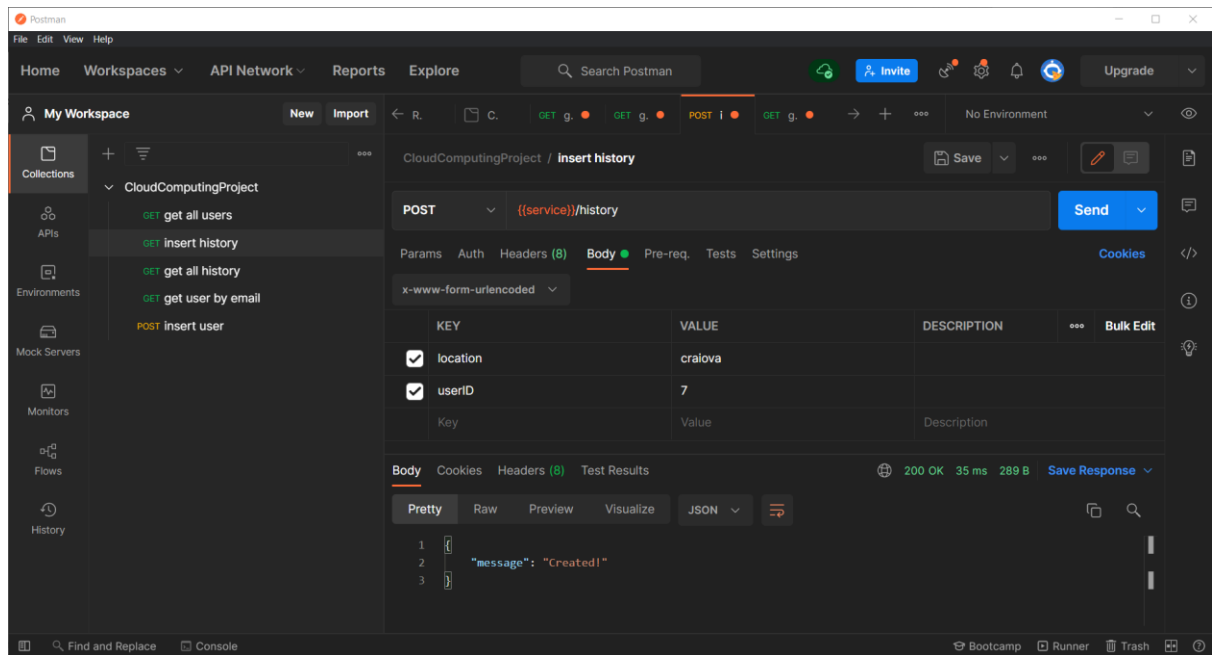 Postman
File Edit View Help
Home Workspaces API Network Reports Explore Search Postman Invite Upgrade
My Workspace New Import R. C. GET g. GET g. POST i GET g. No Environment
Collections
APIs
Environments
Mock Servers
Monitors
Flows
History
CloudComputingProject
GET get all users
GET insert history
GET get all history
GET get user by email
POST insert user
CloudComputingProject / insert history Save
POST {{service}}/history Send
Params Auth Headers (8) Body Pre-req. Tests Settings Cookies
x-www-form-urlencoded
KEY VALUE DESCRIPTION Bulk Edit
location craiova
userID 7
Key Value Description
Body Cookies Headers (8) Test Results 200 OK 35 ms 289 B Save Response
Pretty Raw Preview Visualize JSON
1 {
2 "message": "Created!"
3 }
Find and Replace Console Bootcamp Runner Trash